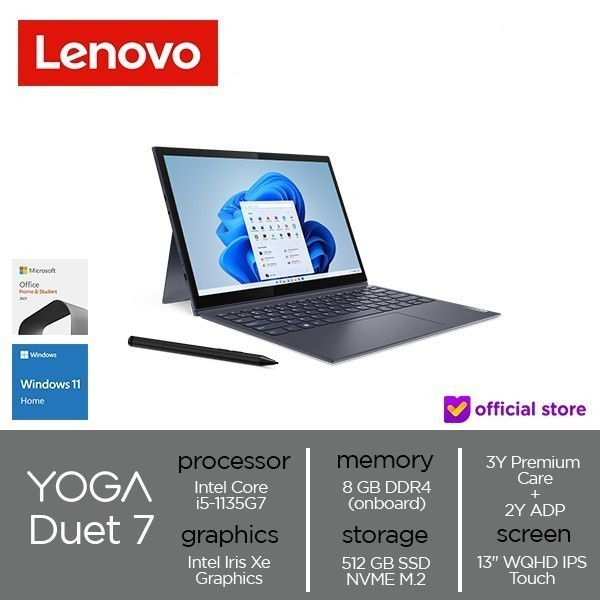 Lenovo
Microsoft
Office
Home & Student
2021
Windows
Windows 11
Home
official store
YOGA
Duet 7
processor
Intel Core
i5-1135G7
graphics
Intel Iris Xe
Graphics
memory
8 GB DDR4
(onboard)
storage
512 GB SSD
NVME M.2
3Y Premium
Care
+
2Y ADP
screen
13" WQHD IPS
Touch